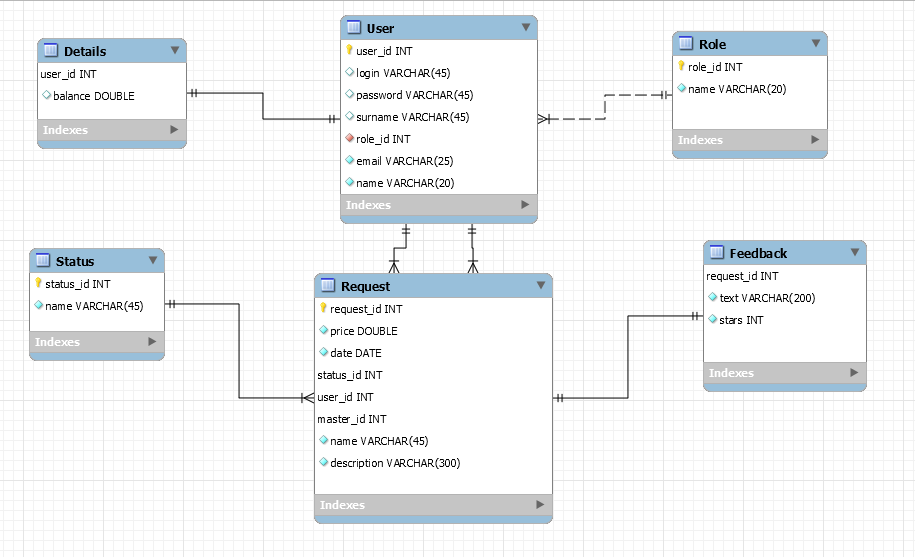 Details
user_id INT
balance DOUBLE
Indexes
User
user_id INT
login VARCHAR(45)
password VARCHAR(45)
surname VARCHAR(45)
role_id INT
email VARCHAR(25)
name VARCHAR(20)
Indexes
Role
role_id INT
name VARCHAR(20)
Indexes
Status
status_id INT
name VARCHAR(45)
Indexes
Request
request_id INT
price DOUBLE
date DATE
status_id INT
user_id INT
master_id INT
name VARCHAR(45)
description VARCHAR(300)
Indexes
Feedback
request_id INT
text VARCHAR(200)
stars INT
Indexes